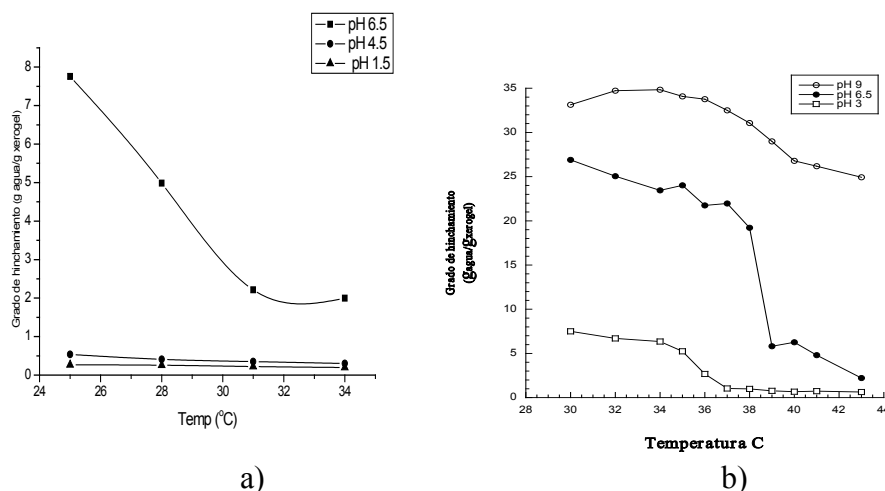 pH 6.5
pH 4.5
pH 1.5
Grado de hinchamiento (g agua/g xerogel)
8
7
6
5
4
3
2
1
0
24 26 28 30 32 34
Temp (°C)
a)
pH 9
pH 6.5
pH 3
Grado de hinchamiento
(gagua/gxerogel)
35
30
25
20
15
10
5
0
28 30 32 34 36 38 40 42 44
Temperatura C
b)